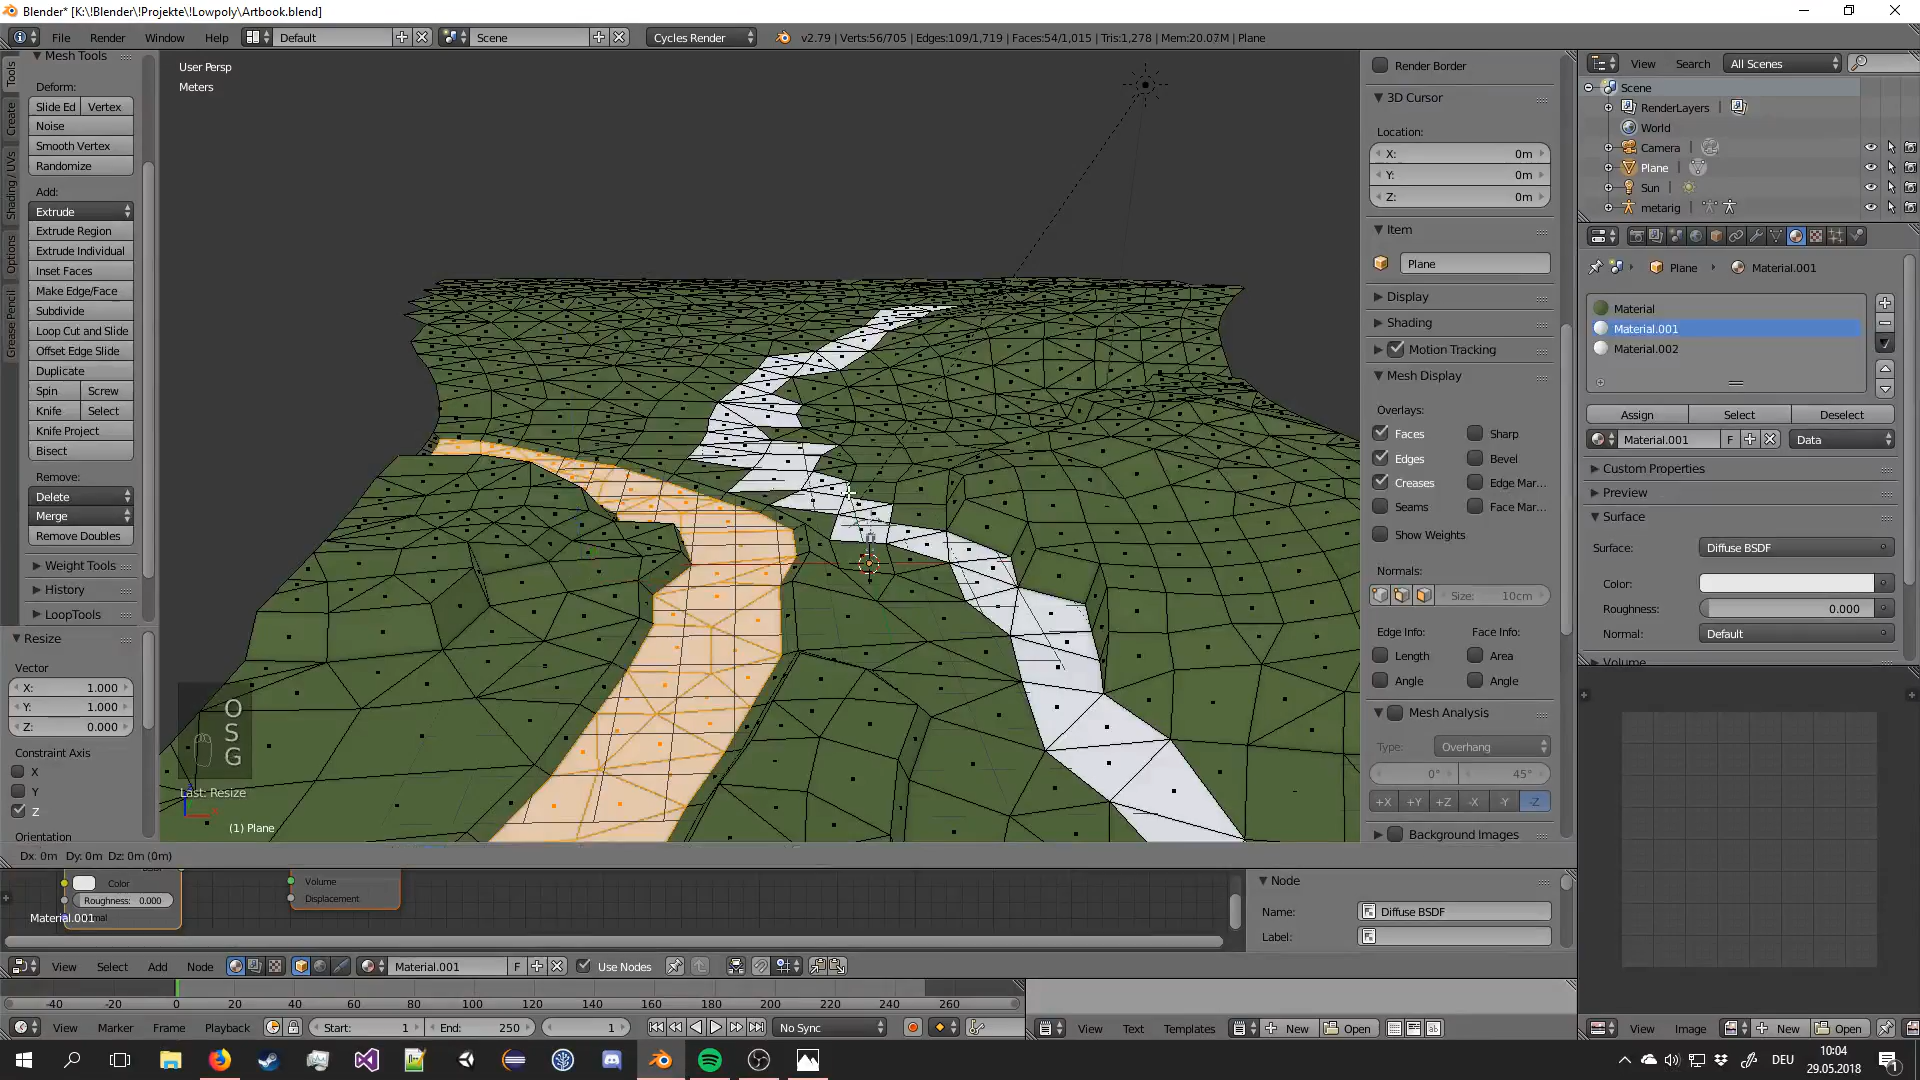 Blender* [K:\!Blender\!Projekte\!Lowpoly\Artbook.blend]
File Render Window Help Default Scene Cycles Render v2.79 | Verts:56/705 | Edges:109/1,719 | Faces:54/1,015 | Tris:1,278 | Mem:20.07M | Plane
Tools
Create
Shading / UVs
Options
Grease Pencil
Mesh Tools
Deform:
Slide Ed Vertex
Noise
Smooth Vertex
Randomize
Add:
Extrude
Extrude Region
Extrude Individual
Inset Faces
Make Edge/Face
Subdivide
Loop Cut and Slide
Offset Edge Slide
Duplicate
Spin Screw
Knife Select
Knife Project
Bisect
Remove:
Delete
Merge
Remove Doubles
Weight Tools
History
LoopTools
Resize
Vector
X: 1.000
Y: 1.000
Z: 0.000
Constraint Axis
X
Y
Z
Orientation
User Persp
Meters
O
S
G
Last: Resize
(1) Plane
Render Border
3D Cursor
Location:
X: 0m
Y: 0m
Z: 0m
Item
Plane
Display
Shading
Motion Tracking
Mesh Display
Overlays:
Faces Sharp
Edges Bevel
Creases Edge Mar...
Seams Face Mar...
Show Weights
Normals:
Size: 10cm
Edge Info: Face Info:
Length Area
Angle Angle
Mesh Analysis
Type: Overhang
0° 45°
+X +Y +Z -X -Y -Z
Background Images
View Search All Scenes
Scene
RenderLayers
World
Camera
Plane
Sun
metarig
Plane Material.001
Material
Material.001
Material.002
Assign Select Deselect
Material.001 F Data
Custom Properties
Preview
Surface
Surface: Diffuse BSDF
Color:
Roughness: 0.000
Normal: Default
Volume
Dx: 0m Dy: 0m Dz: 0m (0m)
Color
Roughness: 0.000
Material.001
Volume
Displacement
Node
Name: Diffuse BSDF
Label:
View Select Add Node Material.001 F Use Nodes
-40 -20 0 20 40 60 80 100 120 140 160 180 200 220 240 260
View Marker Frame Playback Start: 1 End: 250 1 No Sync
View Text Templates New Open
View Image New Open
DEU
10:04
29.05.2018
1